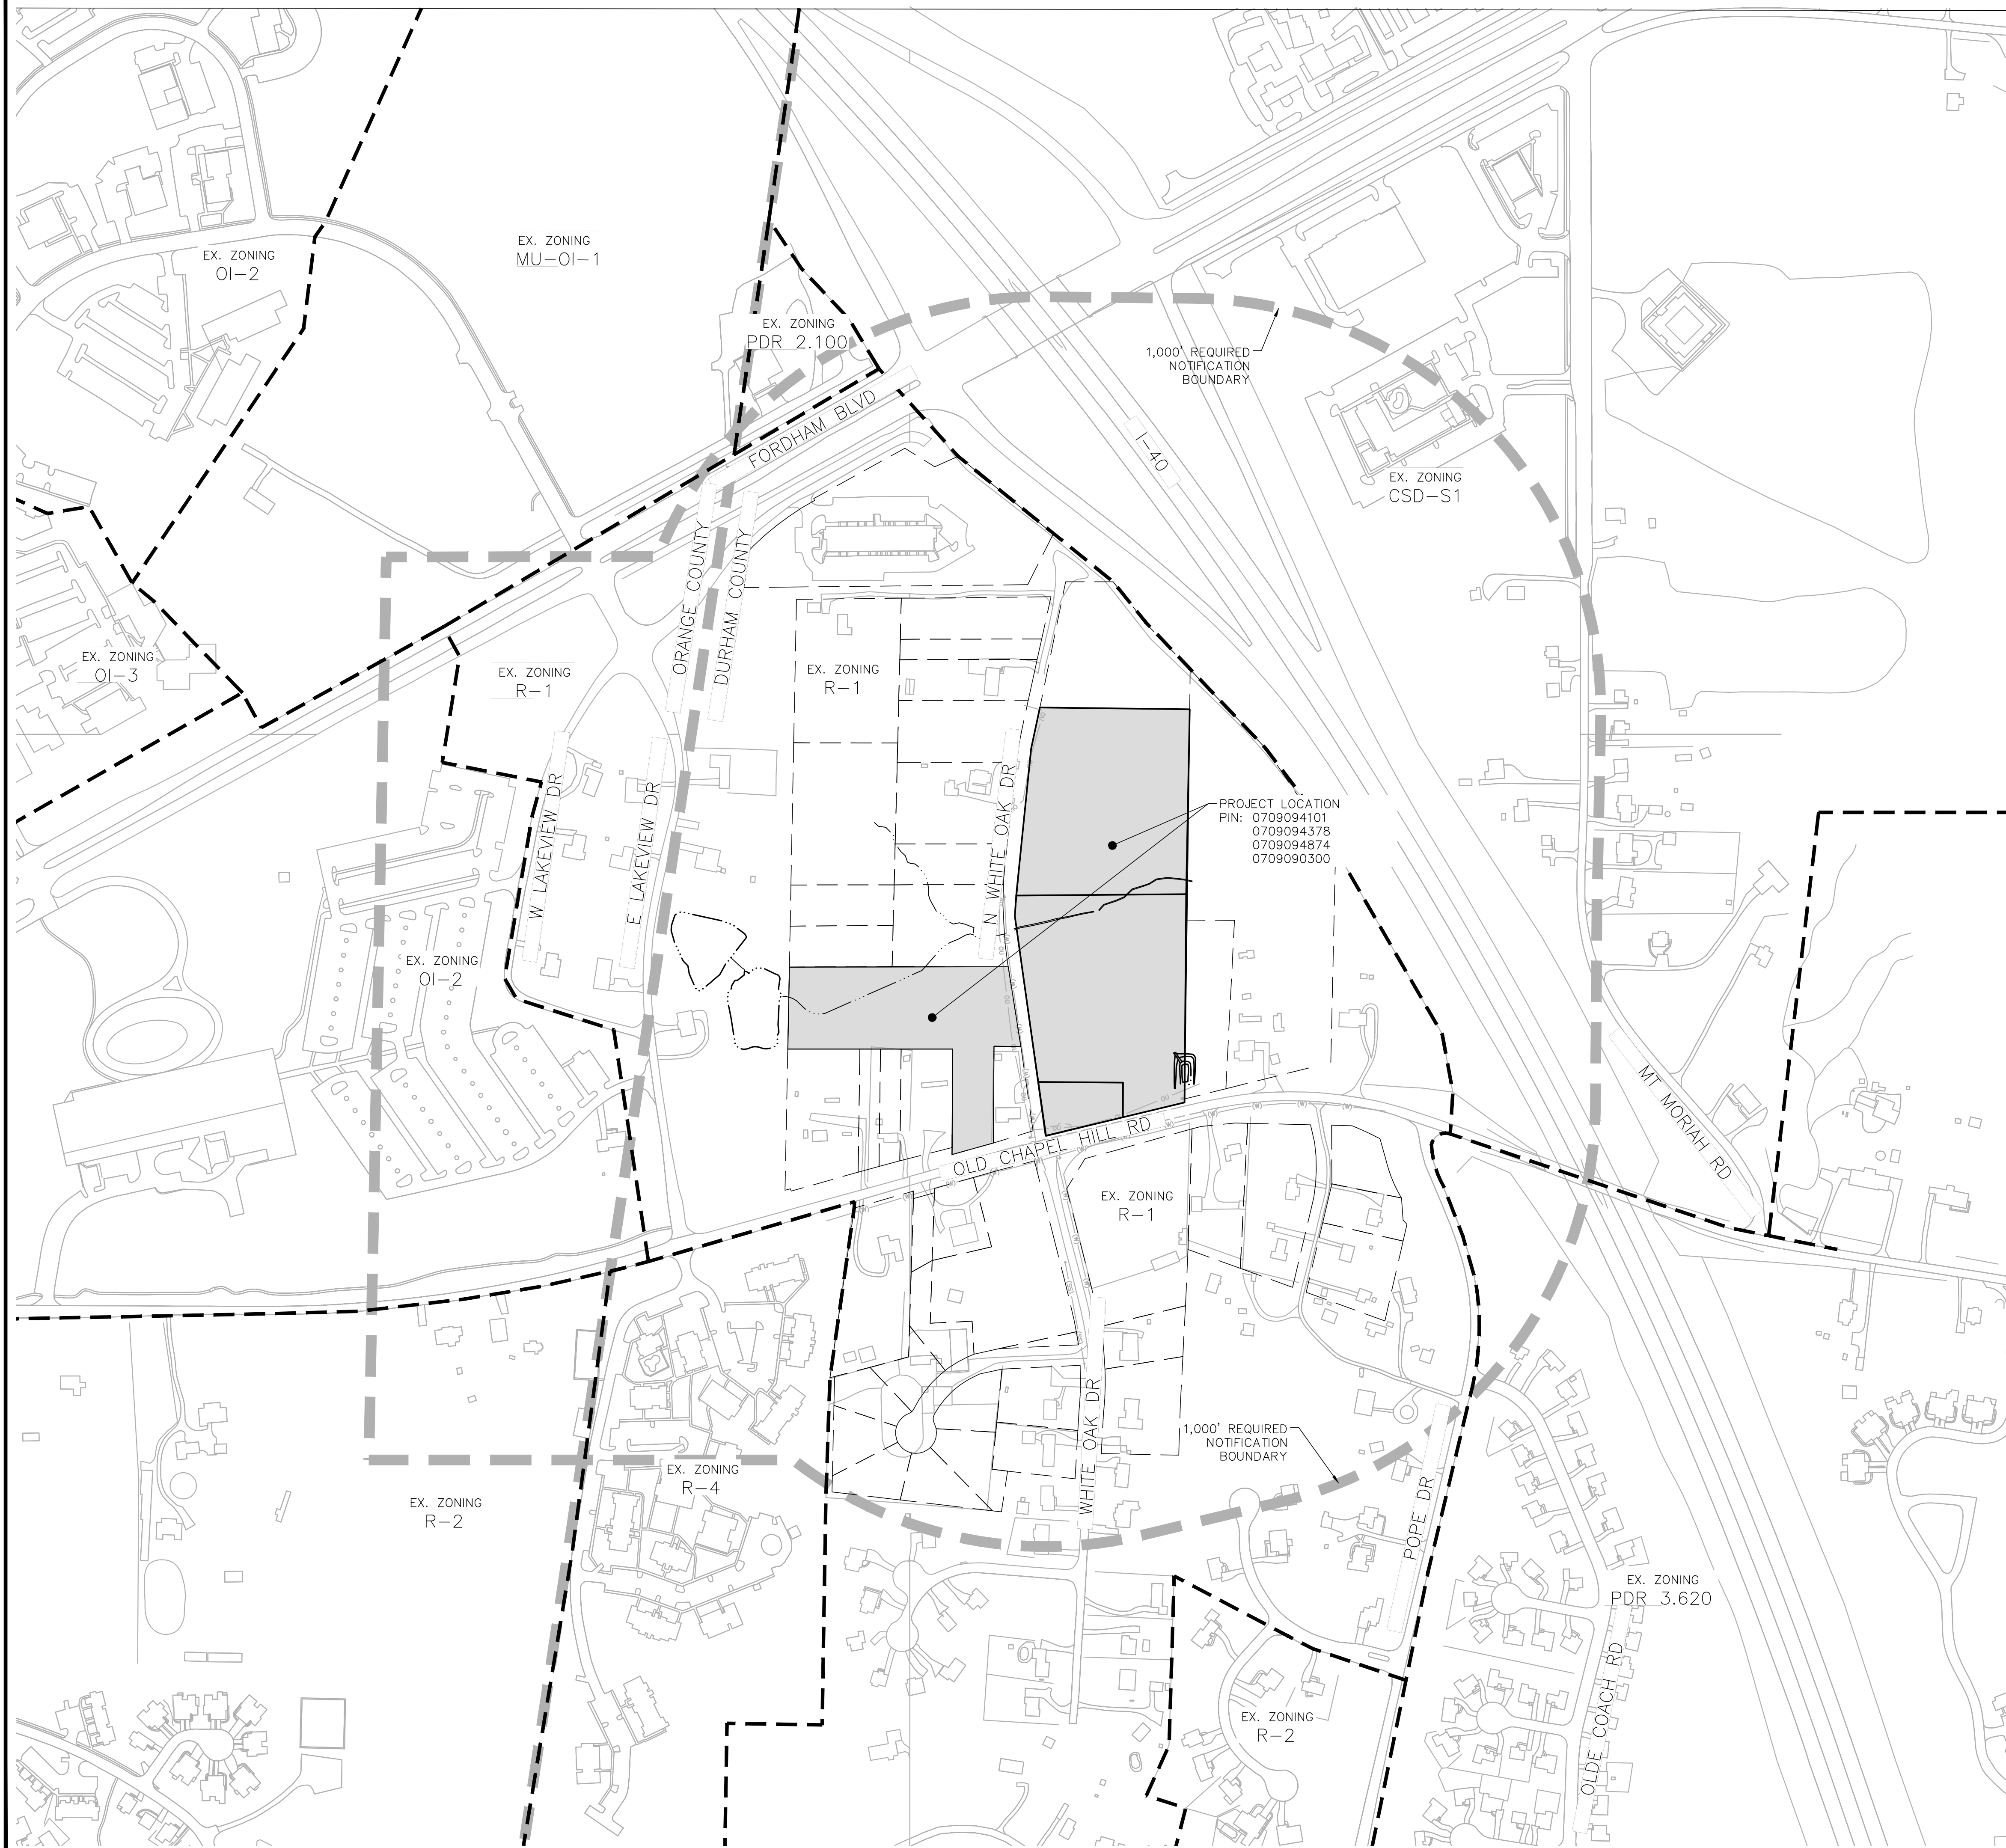 EX. ZONING
OI-2
EX. ZONING
MU-OI-1
EX. ZONING
PDR 2.100
1,000' REQUIRED
NOTIFICATION
BOUNDARY
FORDHAM BLVD
I-40
EX. ZONING
CSD-S1
ORANGE COUNTY
DURHAM COUNTY
EX. ZONING
OI-3
EX. ZONING
R-1
EX. ZONING
R-1
W LAKEVIEW DR
E LAKEVIEW DR
N WHITE OAK DR
PROJECT LOCATION
PIN: 0709094101
0709094378
0709094874
0709090300
EX. ZONING
OI-2
MT MORIAH RD
OLD CHAPEL HILL RD
EX. ZONING
R-1
WHITE OAK DR
1,000' REQUIRED
NOTIFICATION
BOUNDARY
EX. ZONING
R-4
EX. ZONING
R-2
POPE DR
EX. ZONING
PDR 3.620
OLDE COACH RD
EX. ZONING
R-2